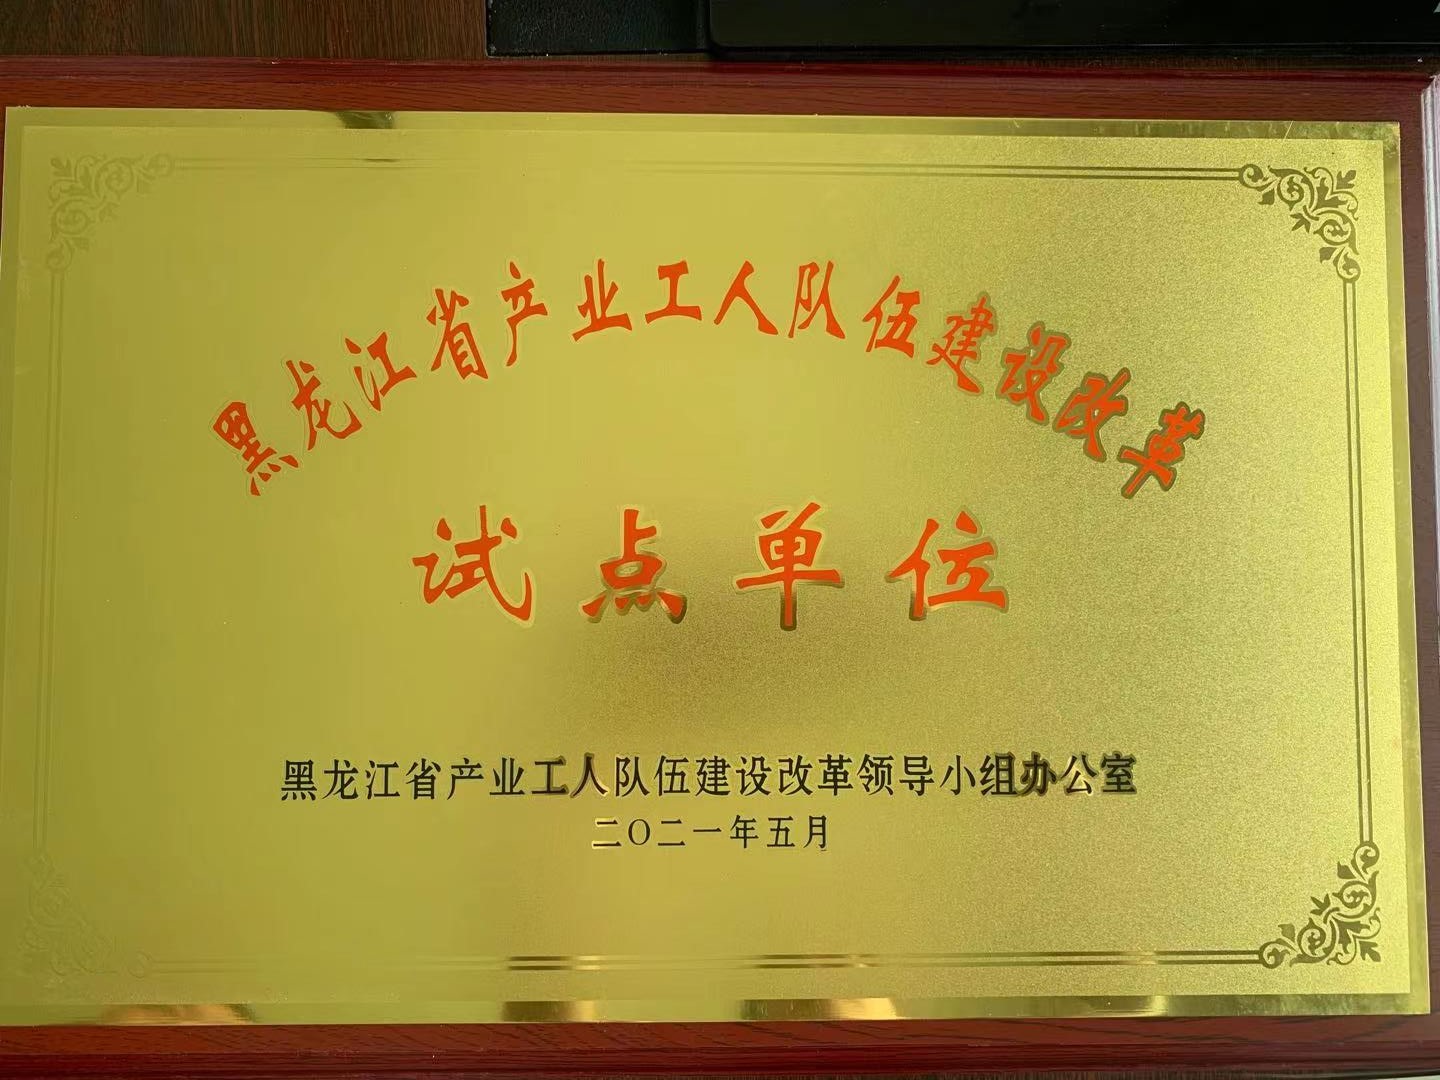 黑龙江省产业工人队伍建设改革
试点单位
黑龙江省产业工人队伍建设改革领导小组办公室
二〇二一年五月